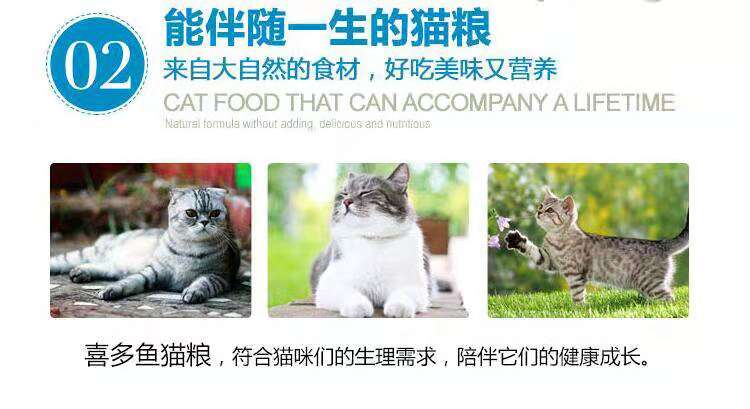 02
能伴随一生的猫粮
来自大自然的食材，好吃美味又营养
CAT FOOD THAT CAN ACCOMPANY A LIFETIME
Natural formula without adding, delicious and nutritious
喜多鱼猫粮，符合猫咪们的生理需求，陪伴它们的健康成长。